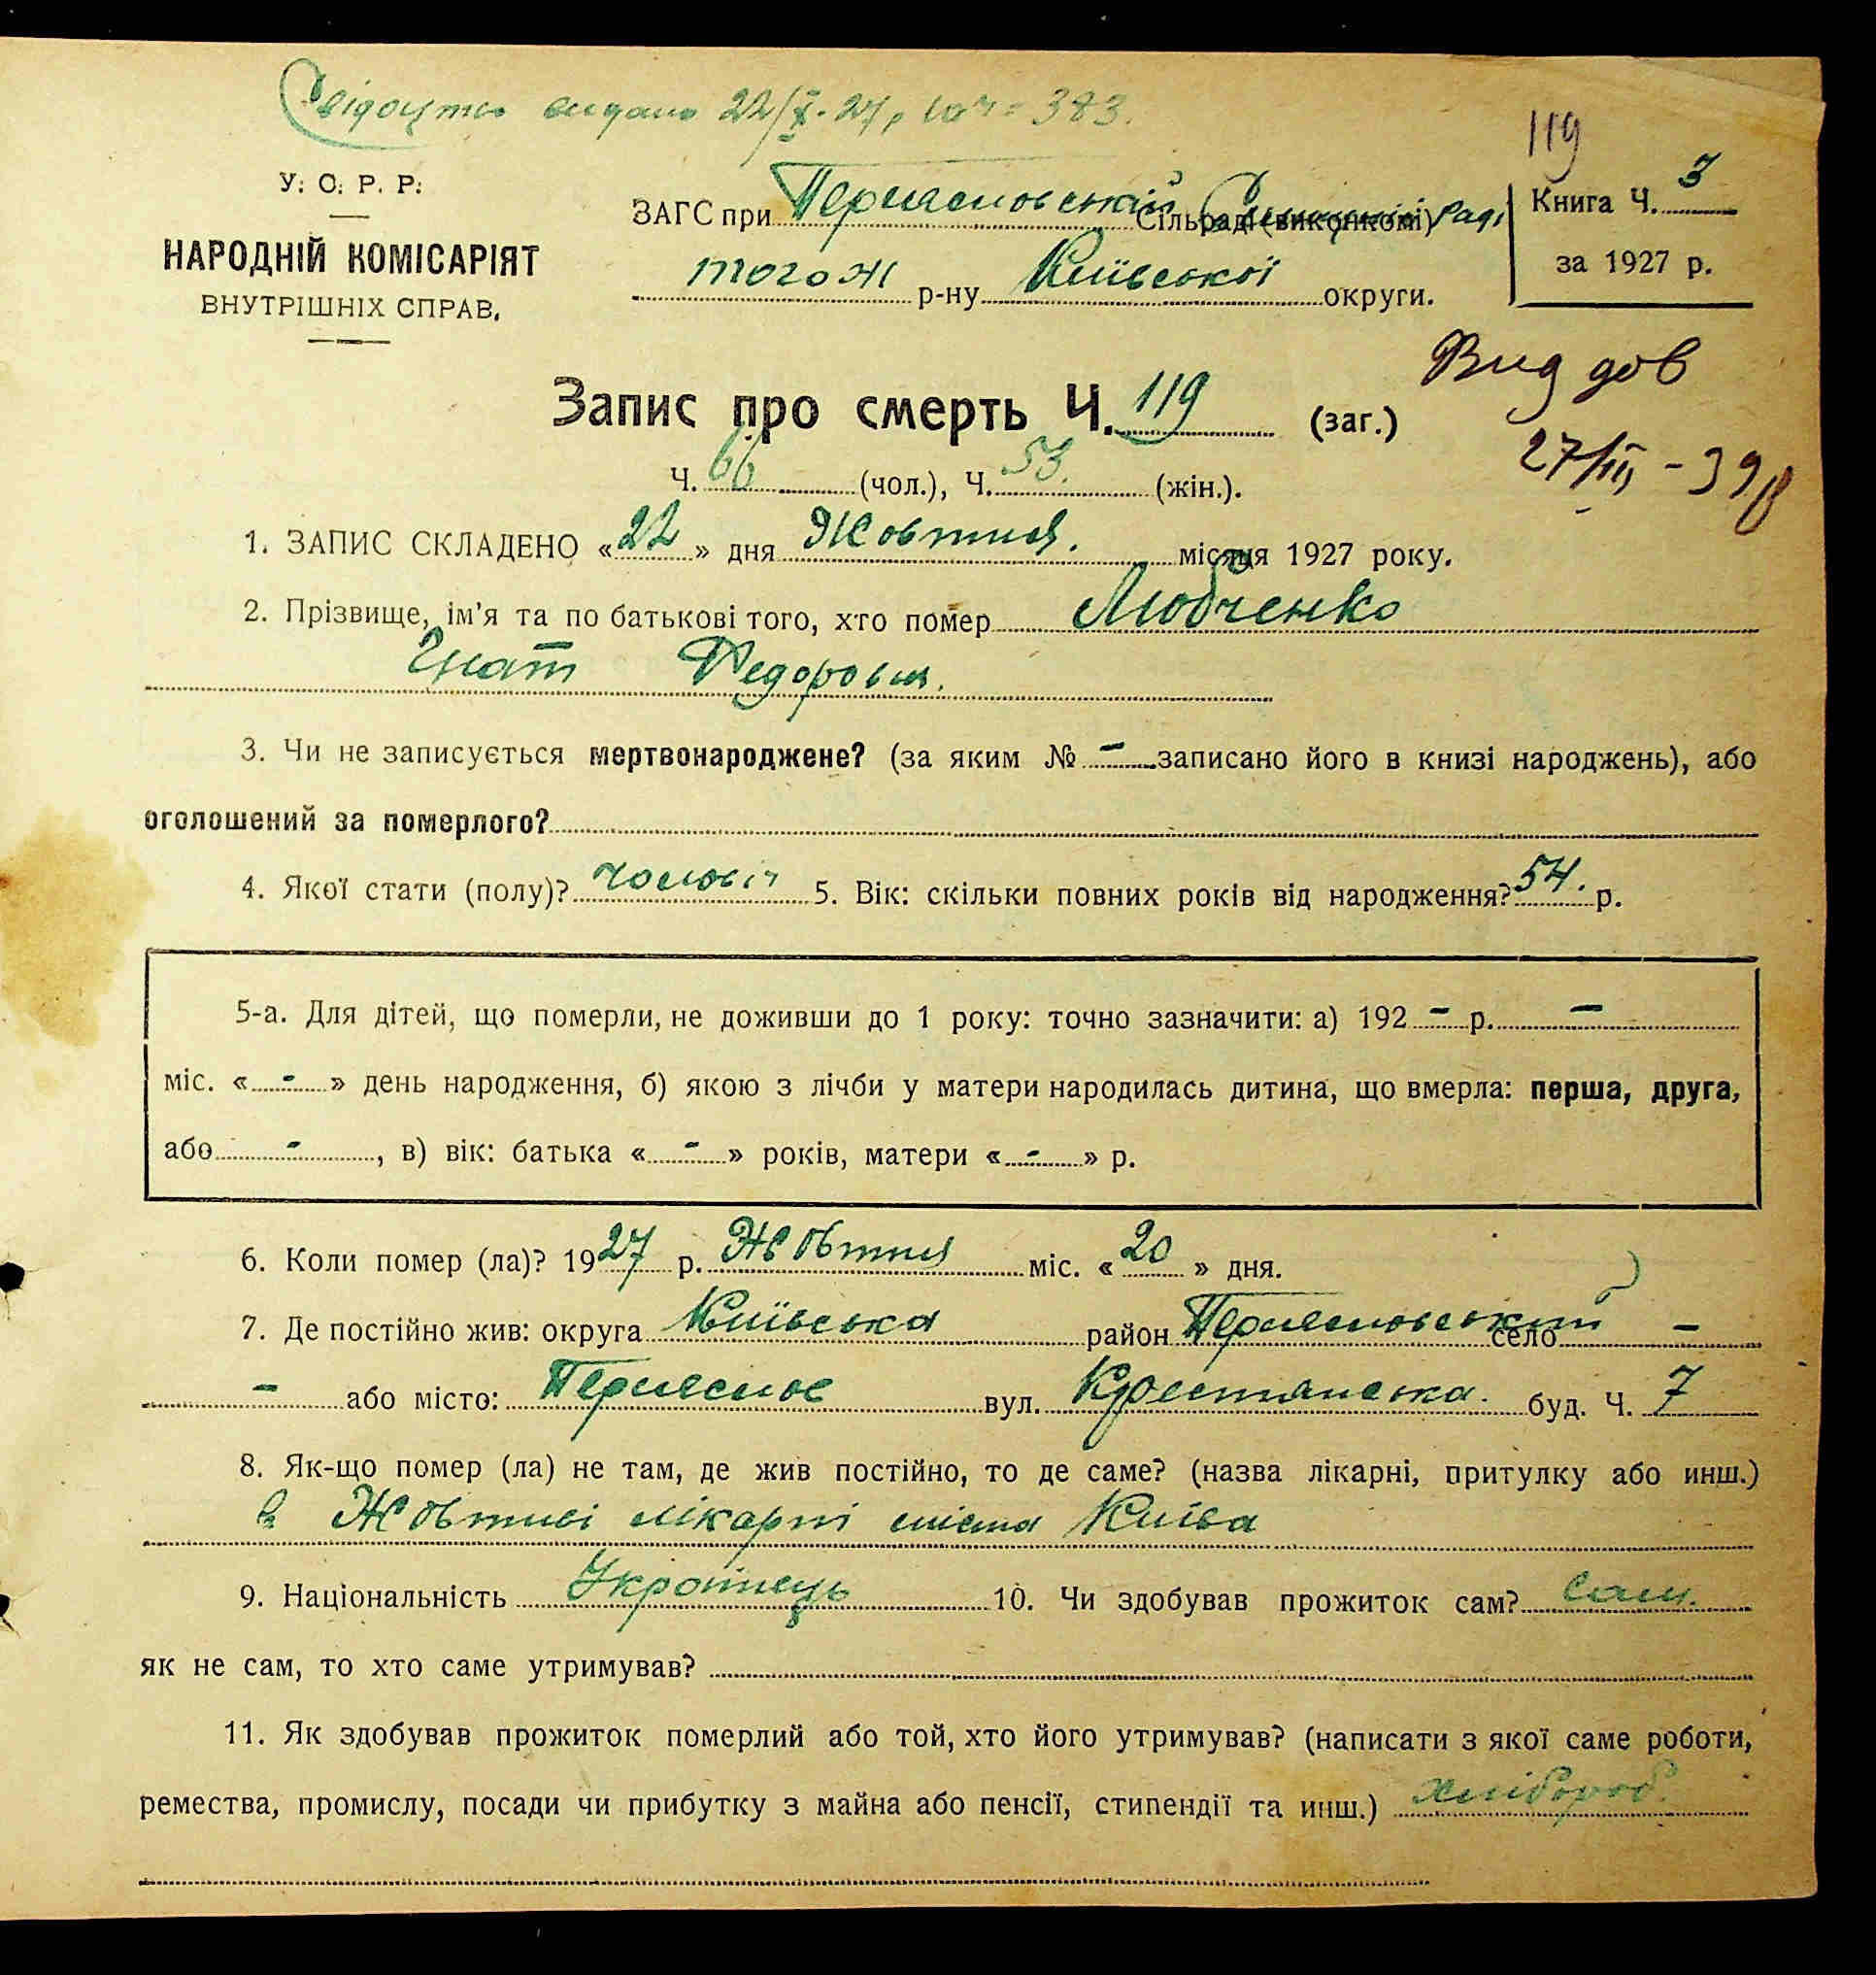 Свідоцтво видано 22/X-27 р за ч = 383.
119
У. С. Р. Р.
НАРОДНІЙ КОМІСАРІЯТ
ВНУТРІШНІХ СПРАВ.
ЗАГС при Переяславській Сільраді (виконкомі) раді
того ж р-ну Київської округи.
Книга Ч. 3
за 1927 р.
Запис про смерть Ч. 119 (заг.)
Ч. 66 (чол.), Ч. 53. (жін.).
Вид дов
27/III - 39 р
1. ЗАПИС СКЛАДЕНО «22» дня Жовтня. місяця 1927 року.
2. Прізвище, ім'я та по батькові того, хто помер Любченко
Гнат Федорович.
3. Чи не записується мертвонароджене? (за яким № - записано його в книзі народжень), або
оголошений за померлого?
4. Якої стати (полу)? чоловіч 5. Вік: скільки повних років від народження? 54. р.
5-а. Для дітей, що померли, не доживши до 1 року: точно зазначити: а) 192 - р. -
міс. « - » день народження, б) якою з лічби у матери народилась дитина, що вмерла: перша, друга,
або - , в) вік: батька « - » років, матери « - » р.
6. Коли помер (ла)? 1927 р. Жовтня міс. «20» дня.
7. Де постійно жив: округа Київська район Переяславський село -
- або місто: Переяслав вул. Крестянська. буд. Ч. 7
8. Як-що помер (ла) не там, де жив постійно, то де саме? (назва лікарні, притулку або инш.)
в Жовтневі лікарні міста Київа
9. Національність Українець 10. Чи здобував прожиток сам? сам.
як не сам, то хто саме утримував?
11. Як здобував прожиток померлий або той, хто його утримував? (написати з якої саме роботи,
ремества, промислу, посади чи прибутку з майна або пенсії, стипендії та инш.) хлібороб.